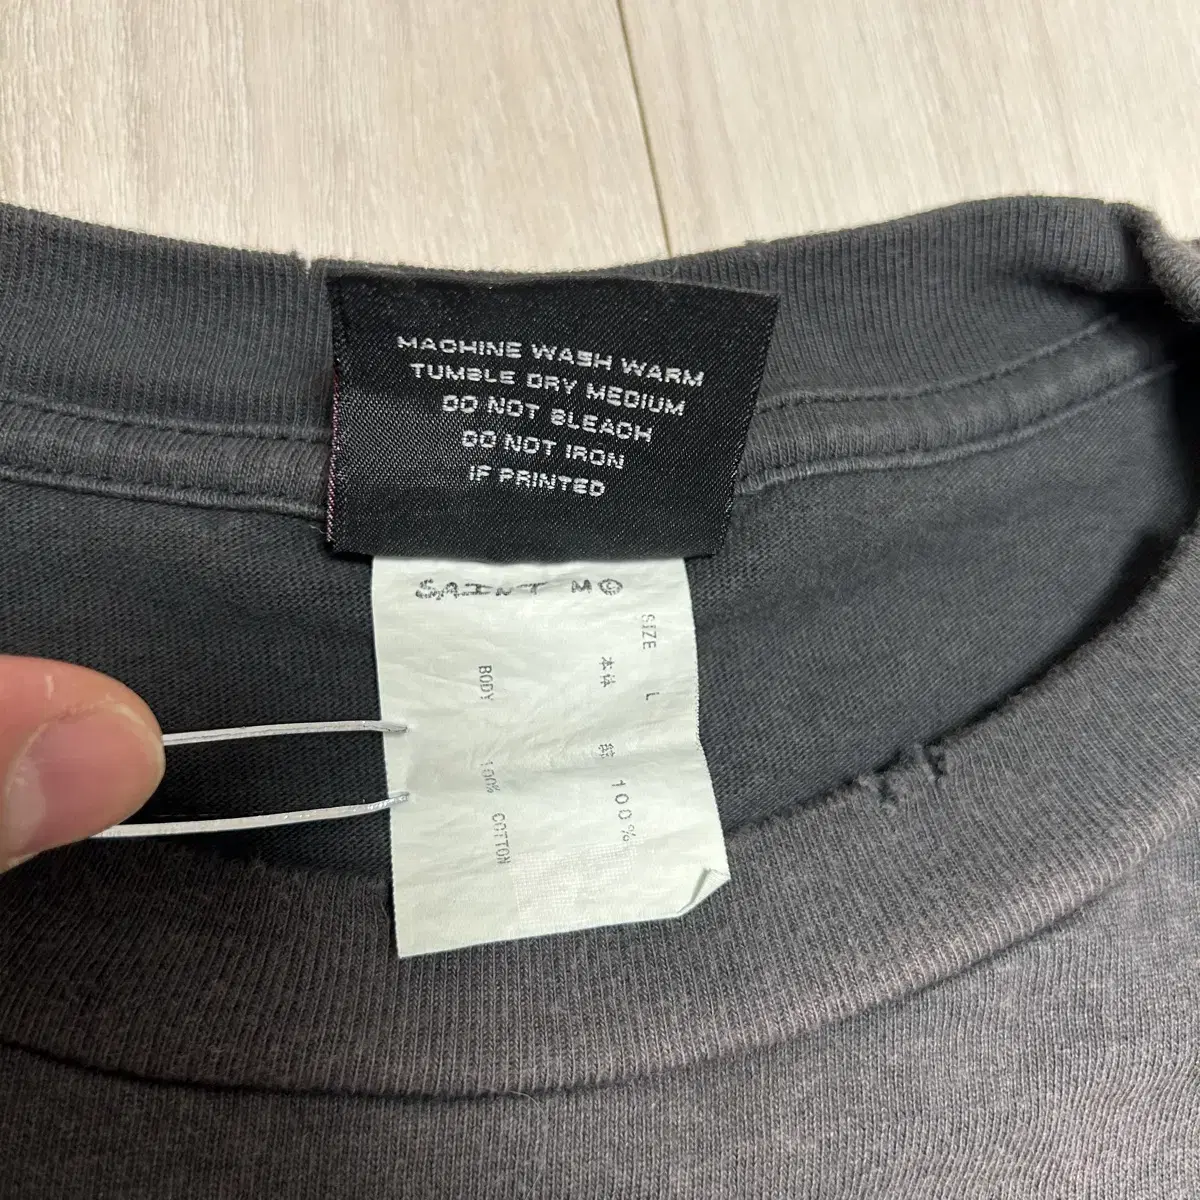 MACHINE WASH WARM
TUMBLE DRY MEDIUM
DO NOT BLEACH
DO NOT IRON
IF PRINTED
SAINT M
SIZE L
本体 綿 100%
BODY 100% COTTON